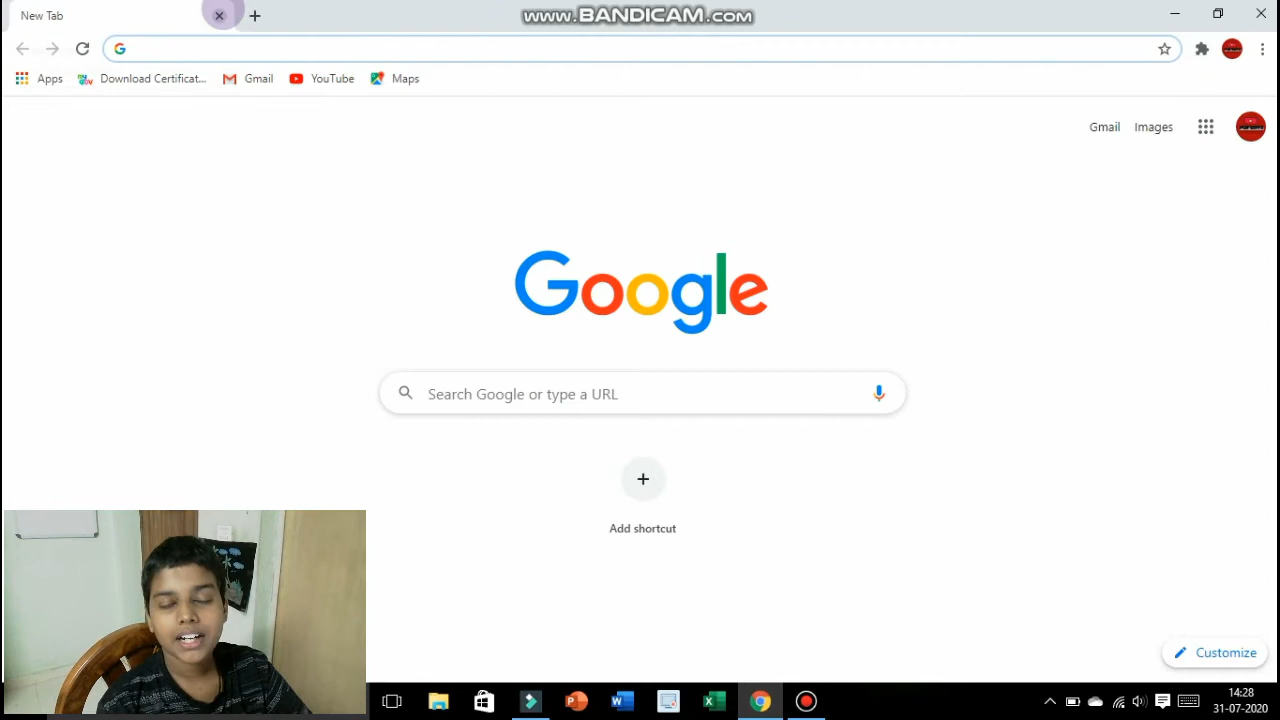 New Tab
www.BANDICAM.com
Apps
Download Certificat...
Gmail
YouTube
Maps
Gmail
Images
Google
Search Google or type a URL
Add shortcut
Customize
14:28
31-07-2020